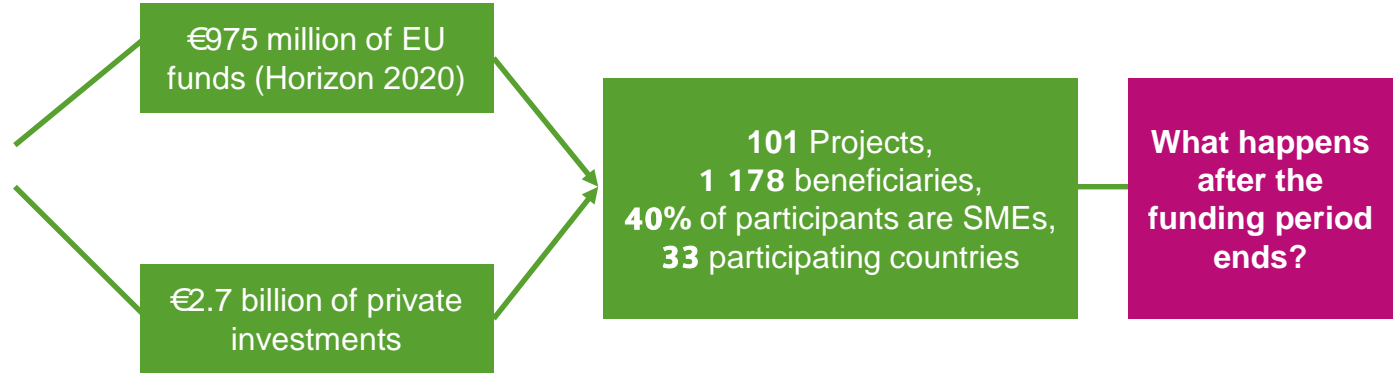 €975 million of EU
funds (Horizon 2020)
€2.7 billion of private
investments
101 Projects,
1 178 beneficiaries,
40% of participants are SMEs,
33 participating countries
What happens
after the
funding period
ends?